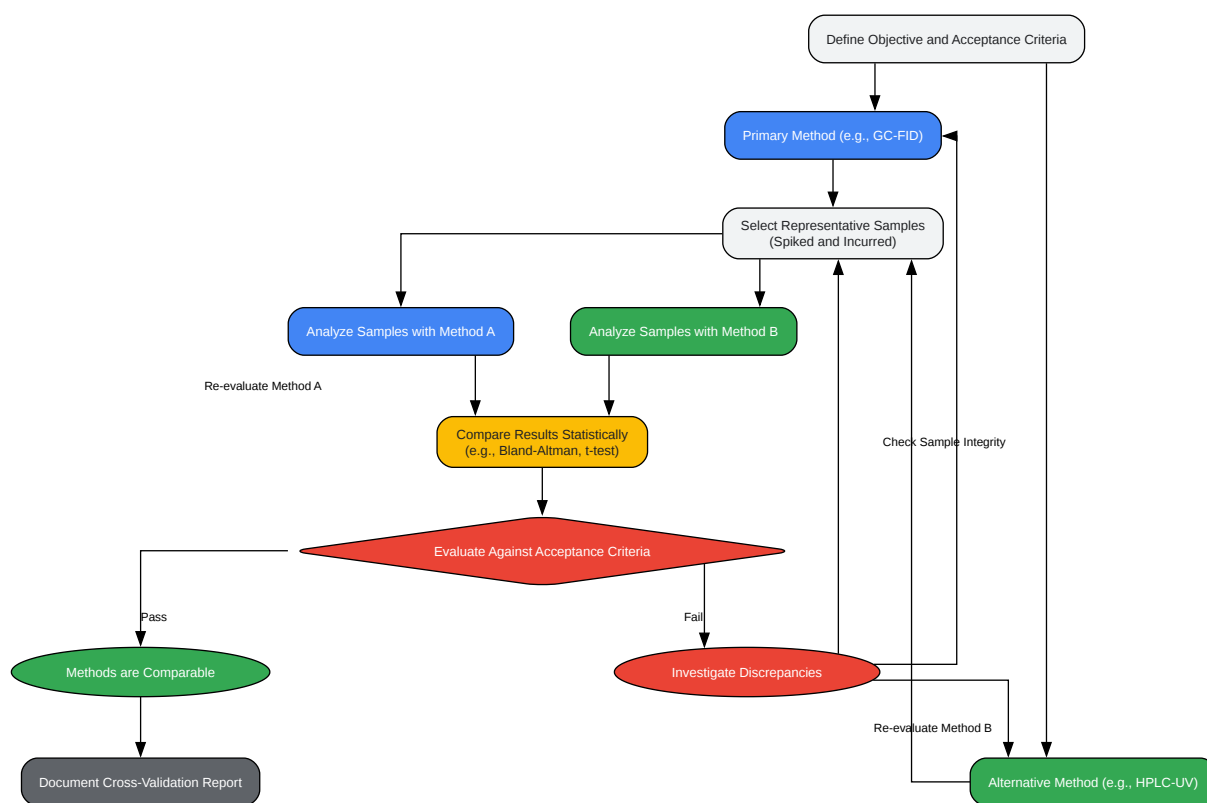 Define Objective and Acceptance Criteria
Primary Method (e.g., GC-FID)
Select Representative Samples
(Spiked and Incurred)
Analyze Samples with Method A
Analyze Samples with Method B
Re-evaluate Method A
Compare Results Statistically
(e.g., Bland-Altman, t-test)
Check Sample Integrity
Evaluate Against Acceptance Criteria
Pass
Fail
Methods are Comparable
Investigate Discrepancies
Re-evaluate Method B
Document Cross-Validation Report
Alternative Method (e.g., HPLC-UV)